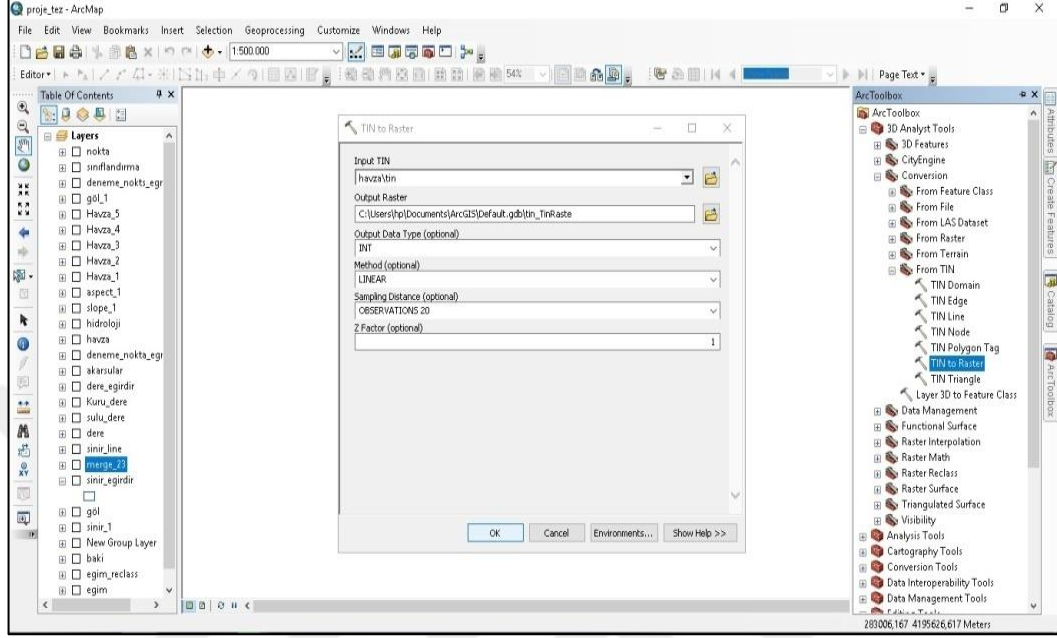 proje_tez - ArcMap
File Edit View Bookmarks Insert Selection Geoprocessing Customize Windows Help
1:500.000
Editor
54%
Page Text
Table Of Contents
Layers
nokta
sınıflandırma
deneme_nokts_egr
göl_1
Havza_5
Havza_4
Havza_3
Havza_2
Havza_1
aspect_1
slope_1
hidroloji
havza
deneme_nokta_egr
akarsular
dere_egirdir
Kuru_dere
sulu_dere
dere
sinir_line
merge_23
sinir_egirdir
göl
sinir_1
New Group Layer
baki
egim_reclass
egim
TIN to Raster
Input TIN
havza\tin
Output Raster
C:\Users\hp\Documents\ArcGIS\Default.gdb\tin_TinRaste
Output Data Type (optional)
INT
Method (optional)
LINEAR
Sampling Distance (optional)
OBSERVATIONS 20
Z Factor (optional)
1
OK Cancel Environments... Show Help >>
ArcToolbox
ArcToolbox
3D Analyst Tools
3D Features
CityEngine
Conversion
From Feature Class
From File
From LAS Dataset
From Raster
From Terrain
From TIN
TIN Domain
TIN Edge
TIN Line
TIN Node
TIN Polygon Tag
TIN to Raster
TIN Triangle
Layer 3D to Feature Class
Data Management
Functional Surface
Raster Interpolation
Raster Math
Raster Reclass
Raster Surface
Triangulated Surface
Visibility
Analysis Tools
Cartography Tools
Conversion Tools
Data Interoperability Tools
Data Management Tools
Editing Tools
Attributes
Create Features
Catalog
ArcToolbox
283006,167 4195626,617 Meters